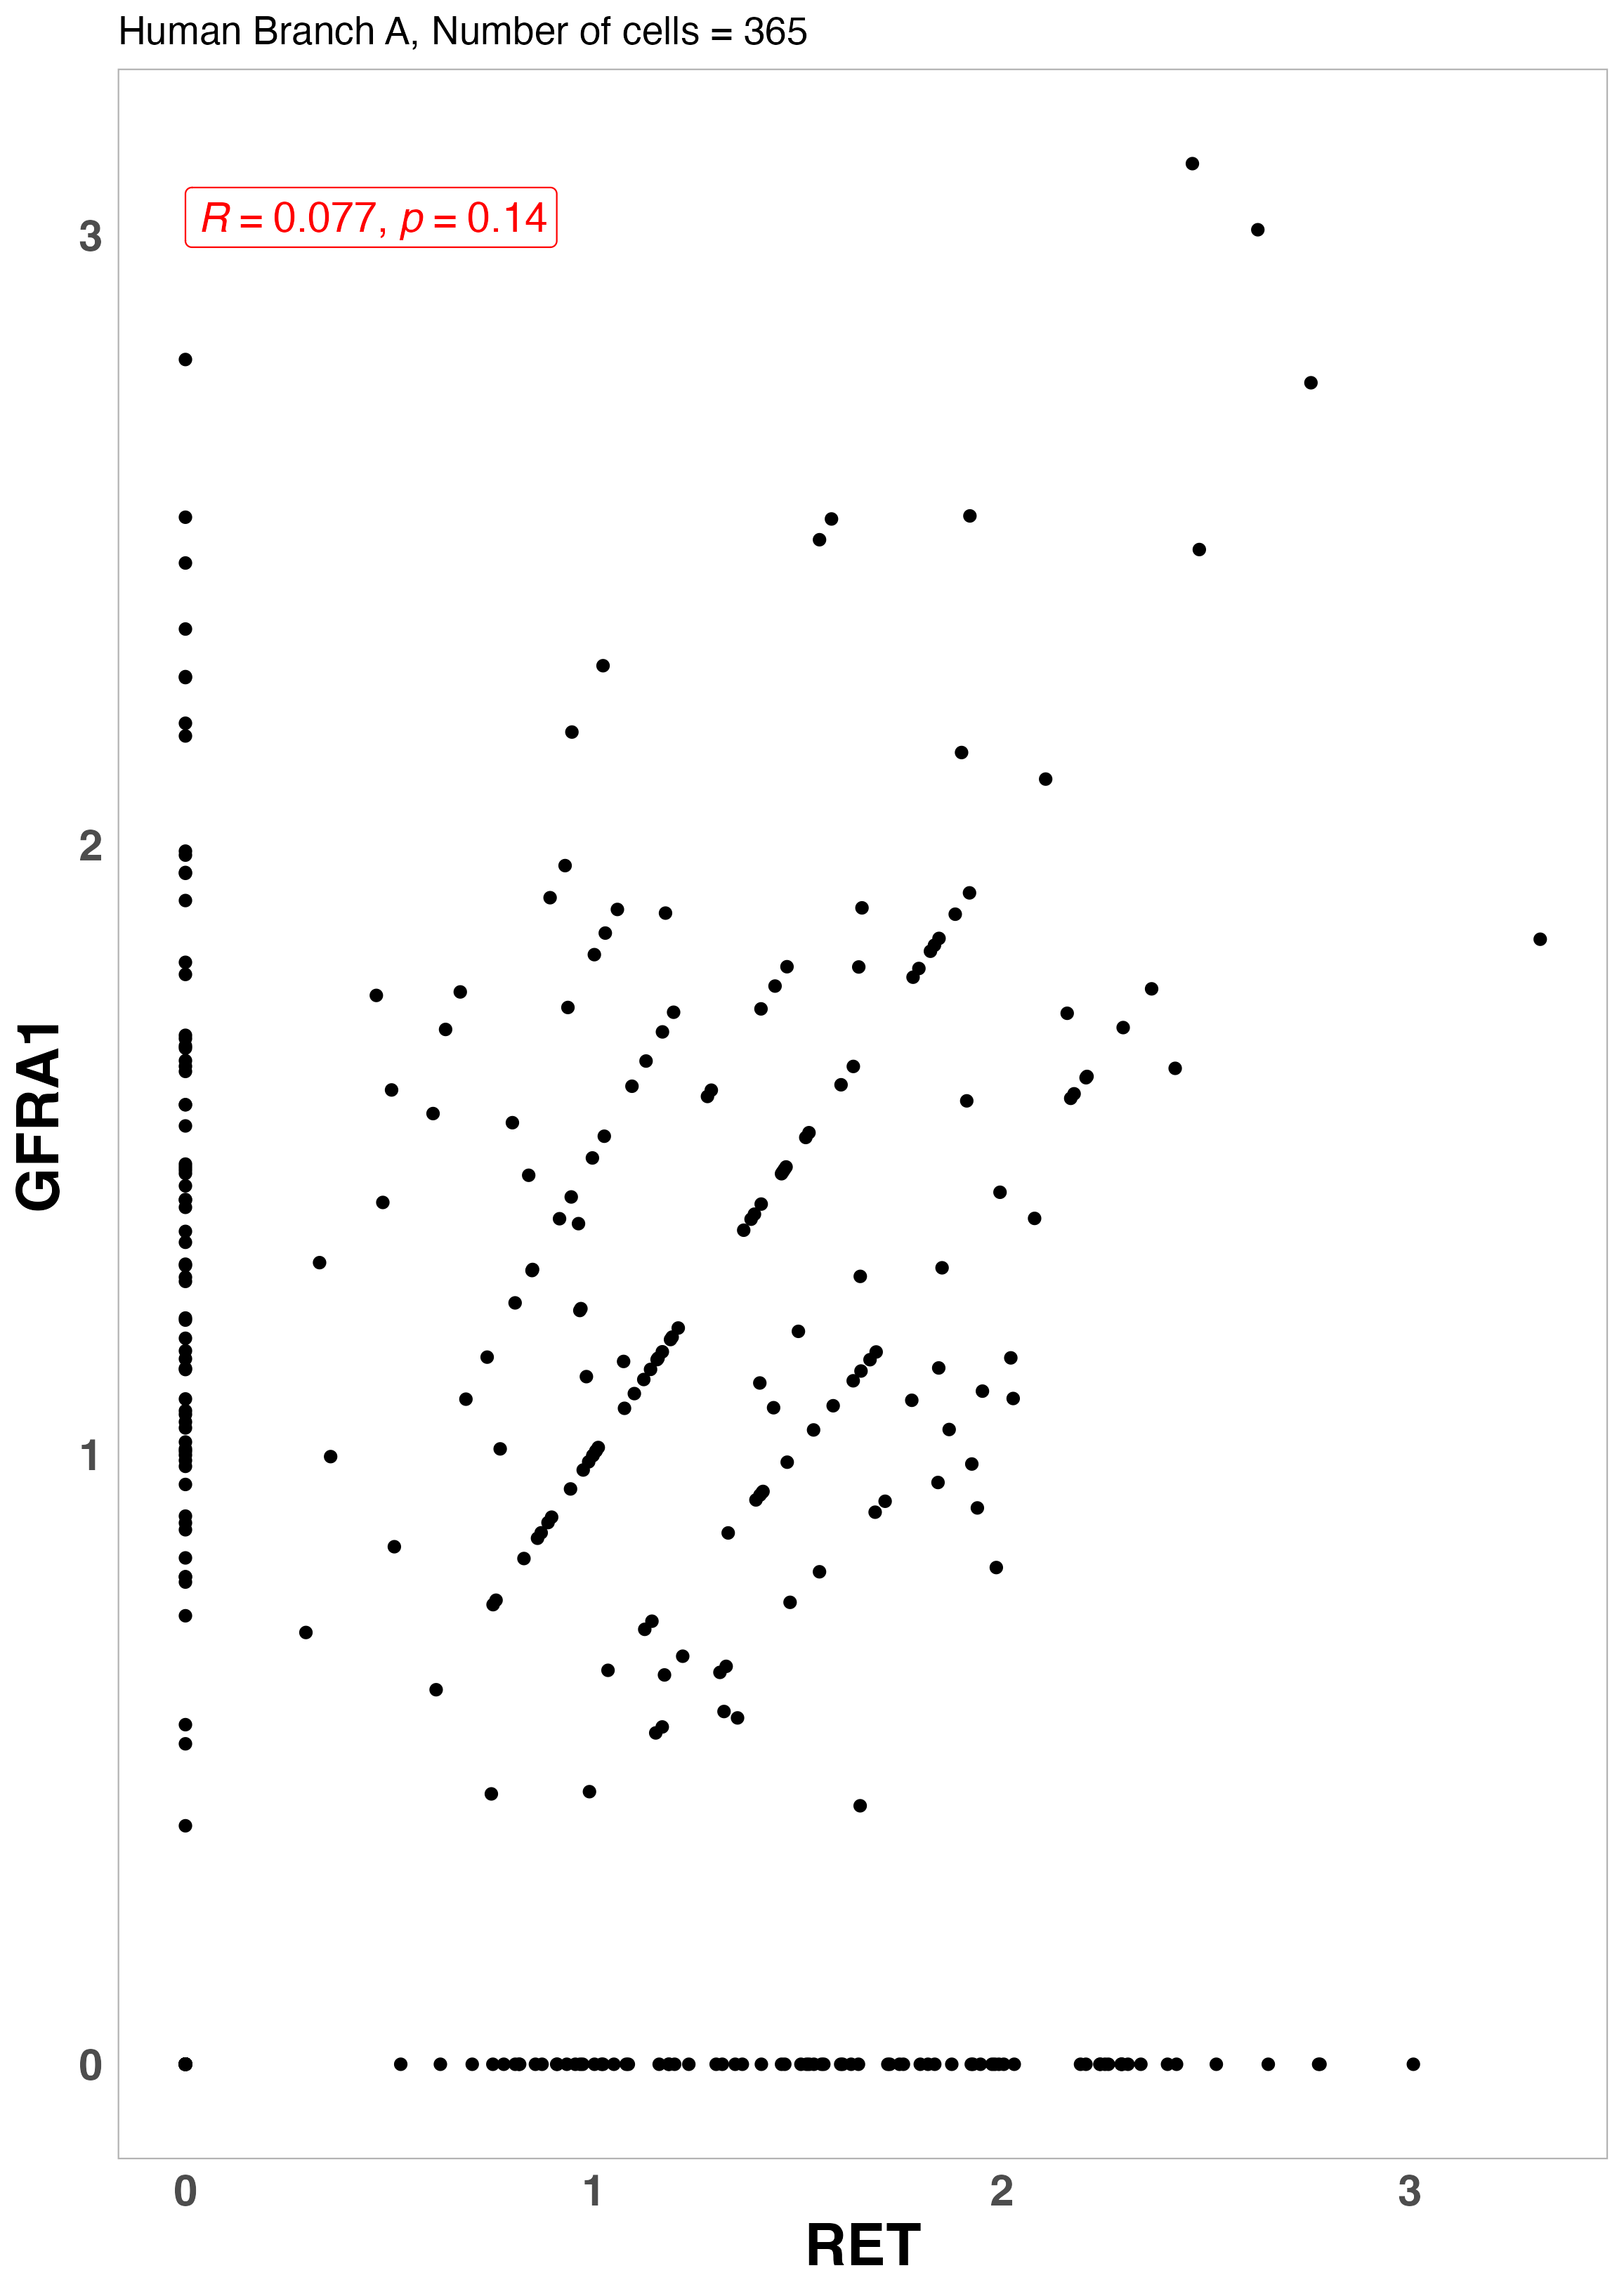 Human Branch A, Number of cells = 365
R = 0.077, p = 0.14
3
2
1
0
GFRA1
0 1 2 3
RET